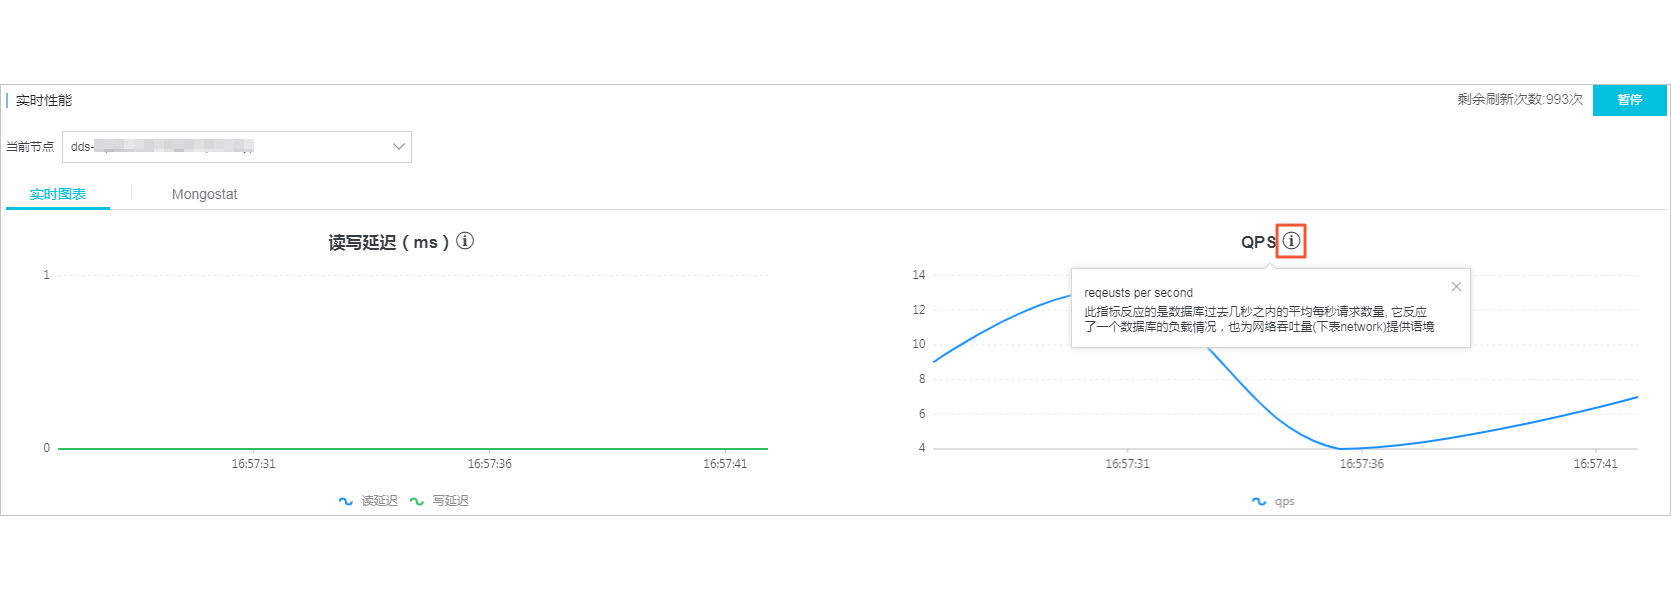 实时性能
剩余刷新次数:993次
暂停
当前节点
dds-
实时图表
Mongostat
读写延迟（ms）
QPS
reqeusts per second
此指标反应的是数据库过去几秒之内的平均每秒请求数量, 它反应
了一个数据库的负载情况，也为网络吞吐量(下表network)提供语境
1
0
16:57:31
16:57:36
16:57:41
读延迟
写延迟
14
12
10
8
6
4
16:57:31
16:57:36
16:57:41
qps